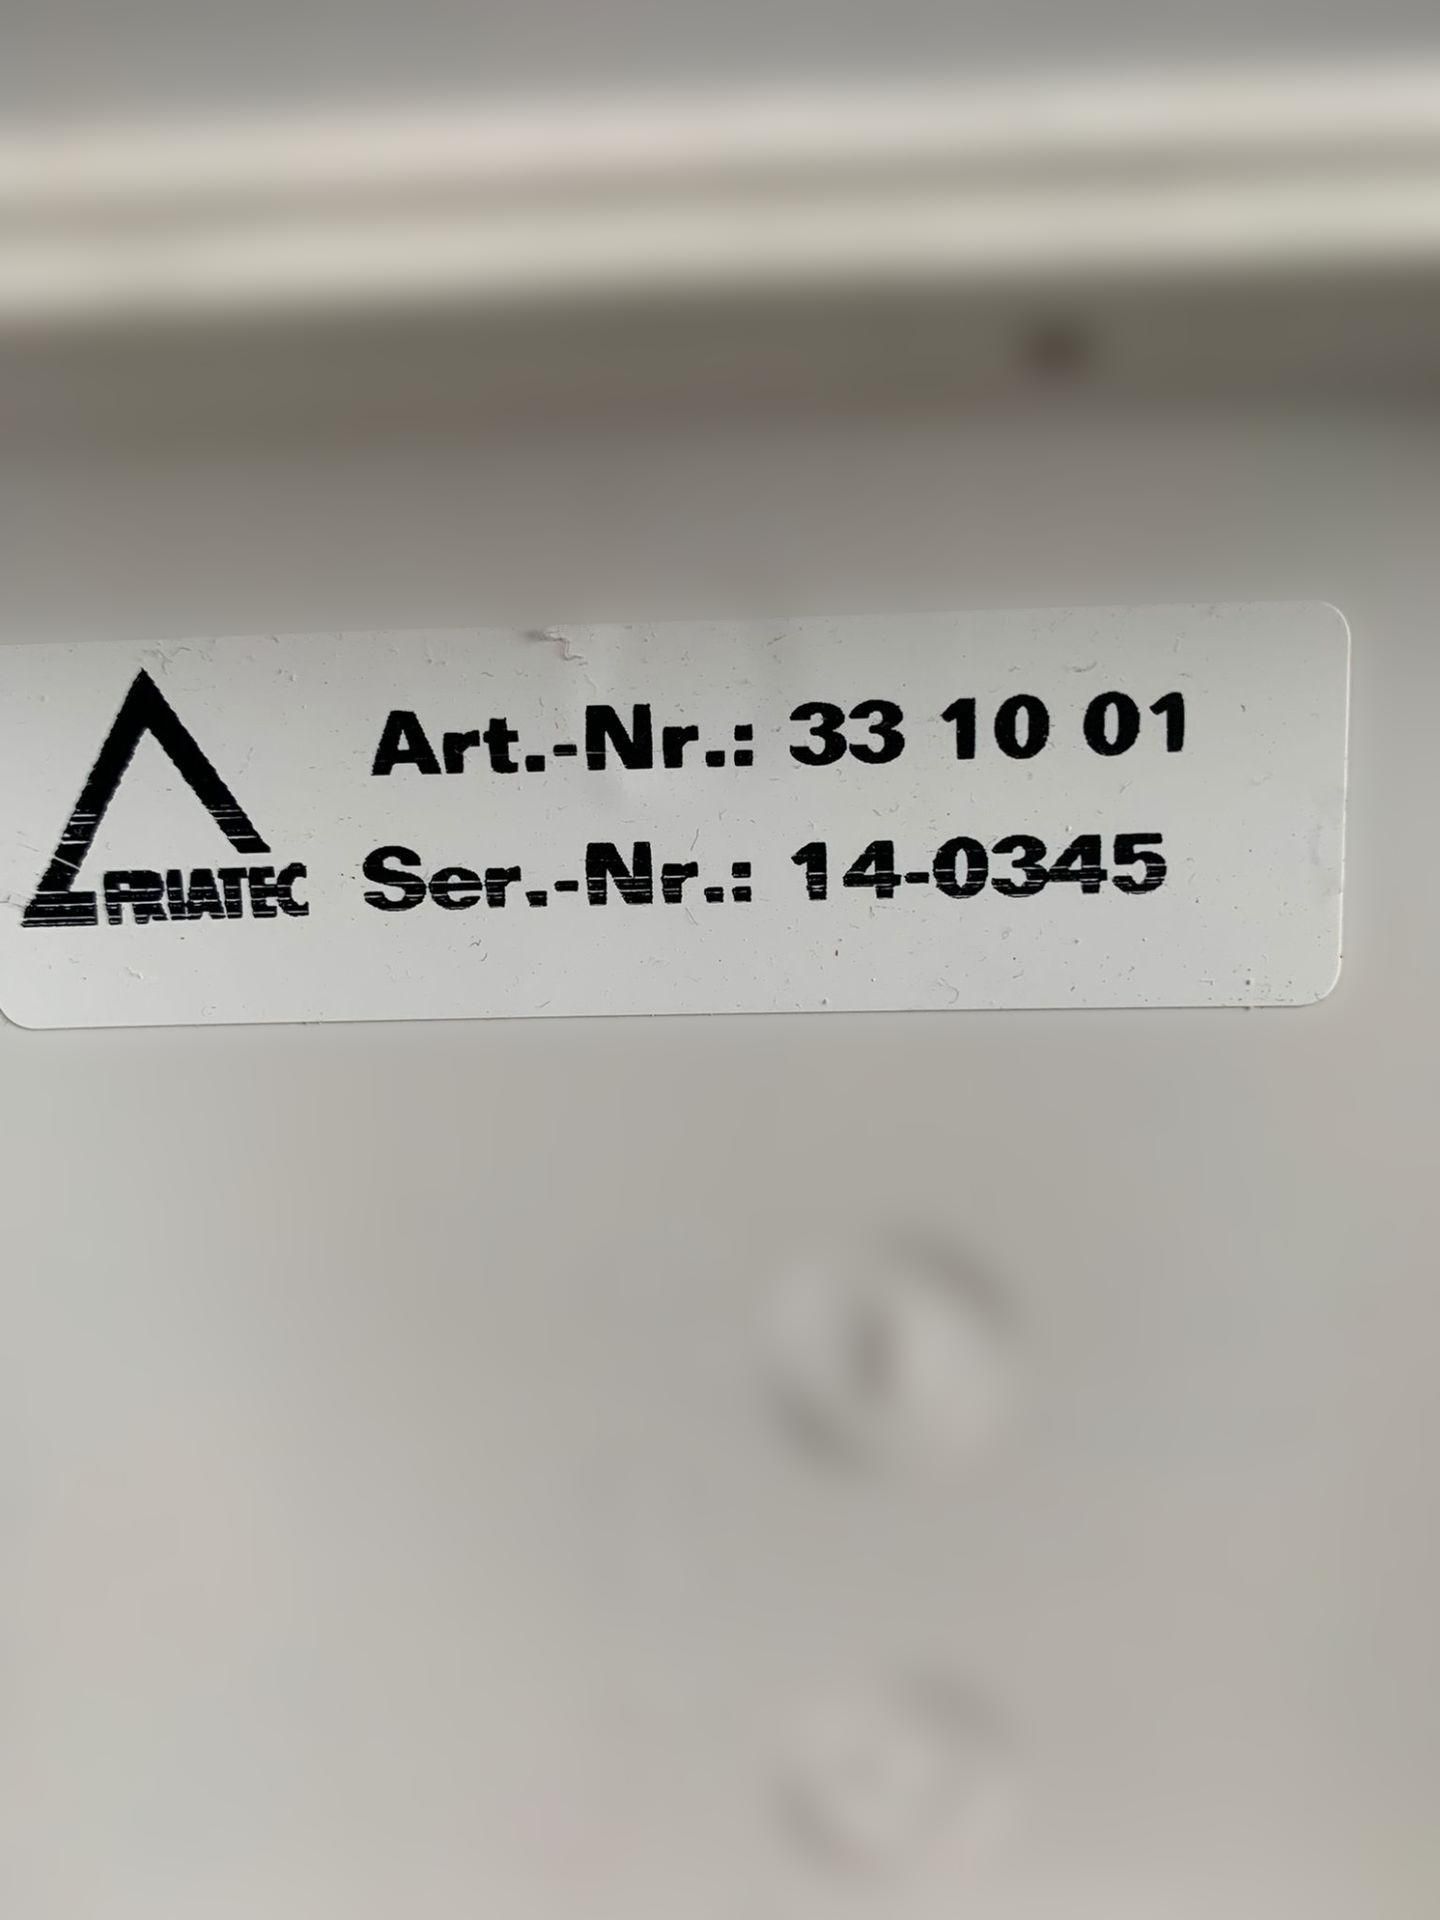 Art.-Nr.: 33 10 01
FRIATEC Ser.-Nr.: 14-0345